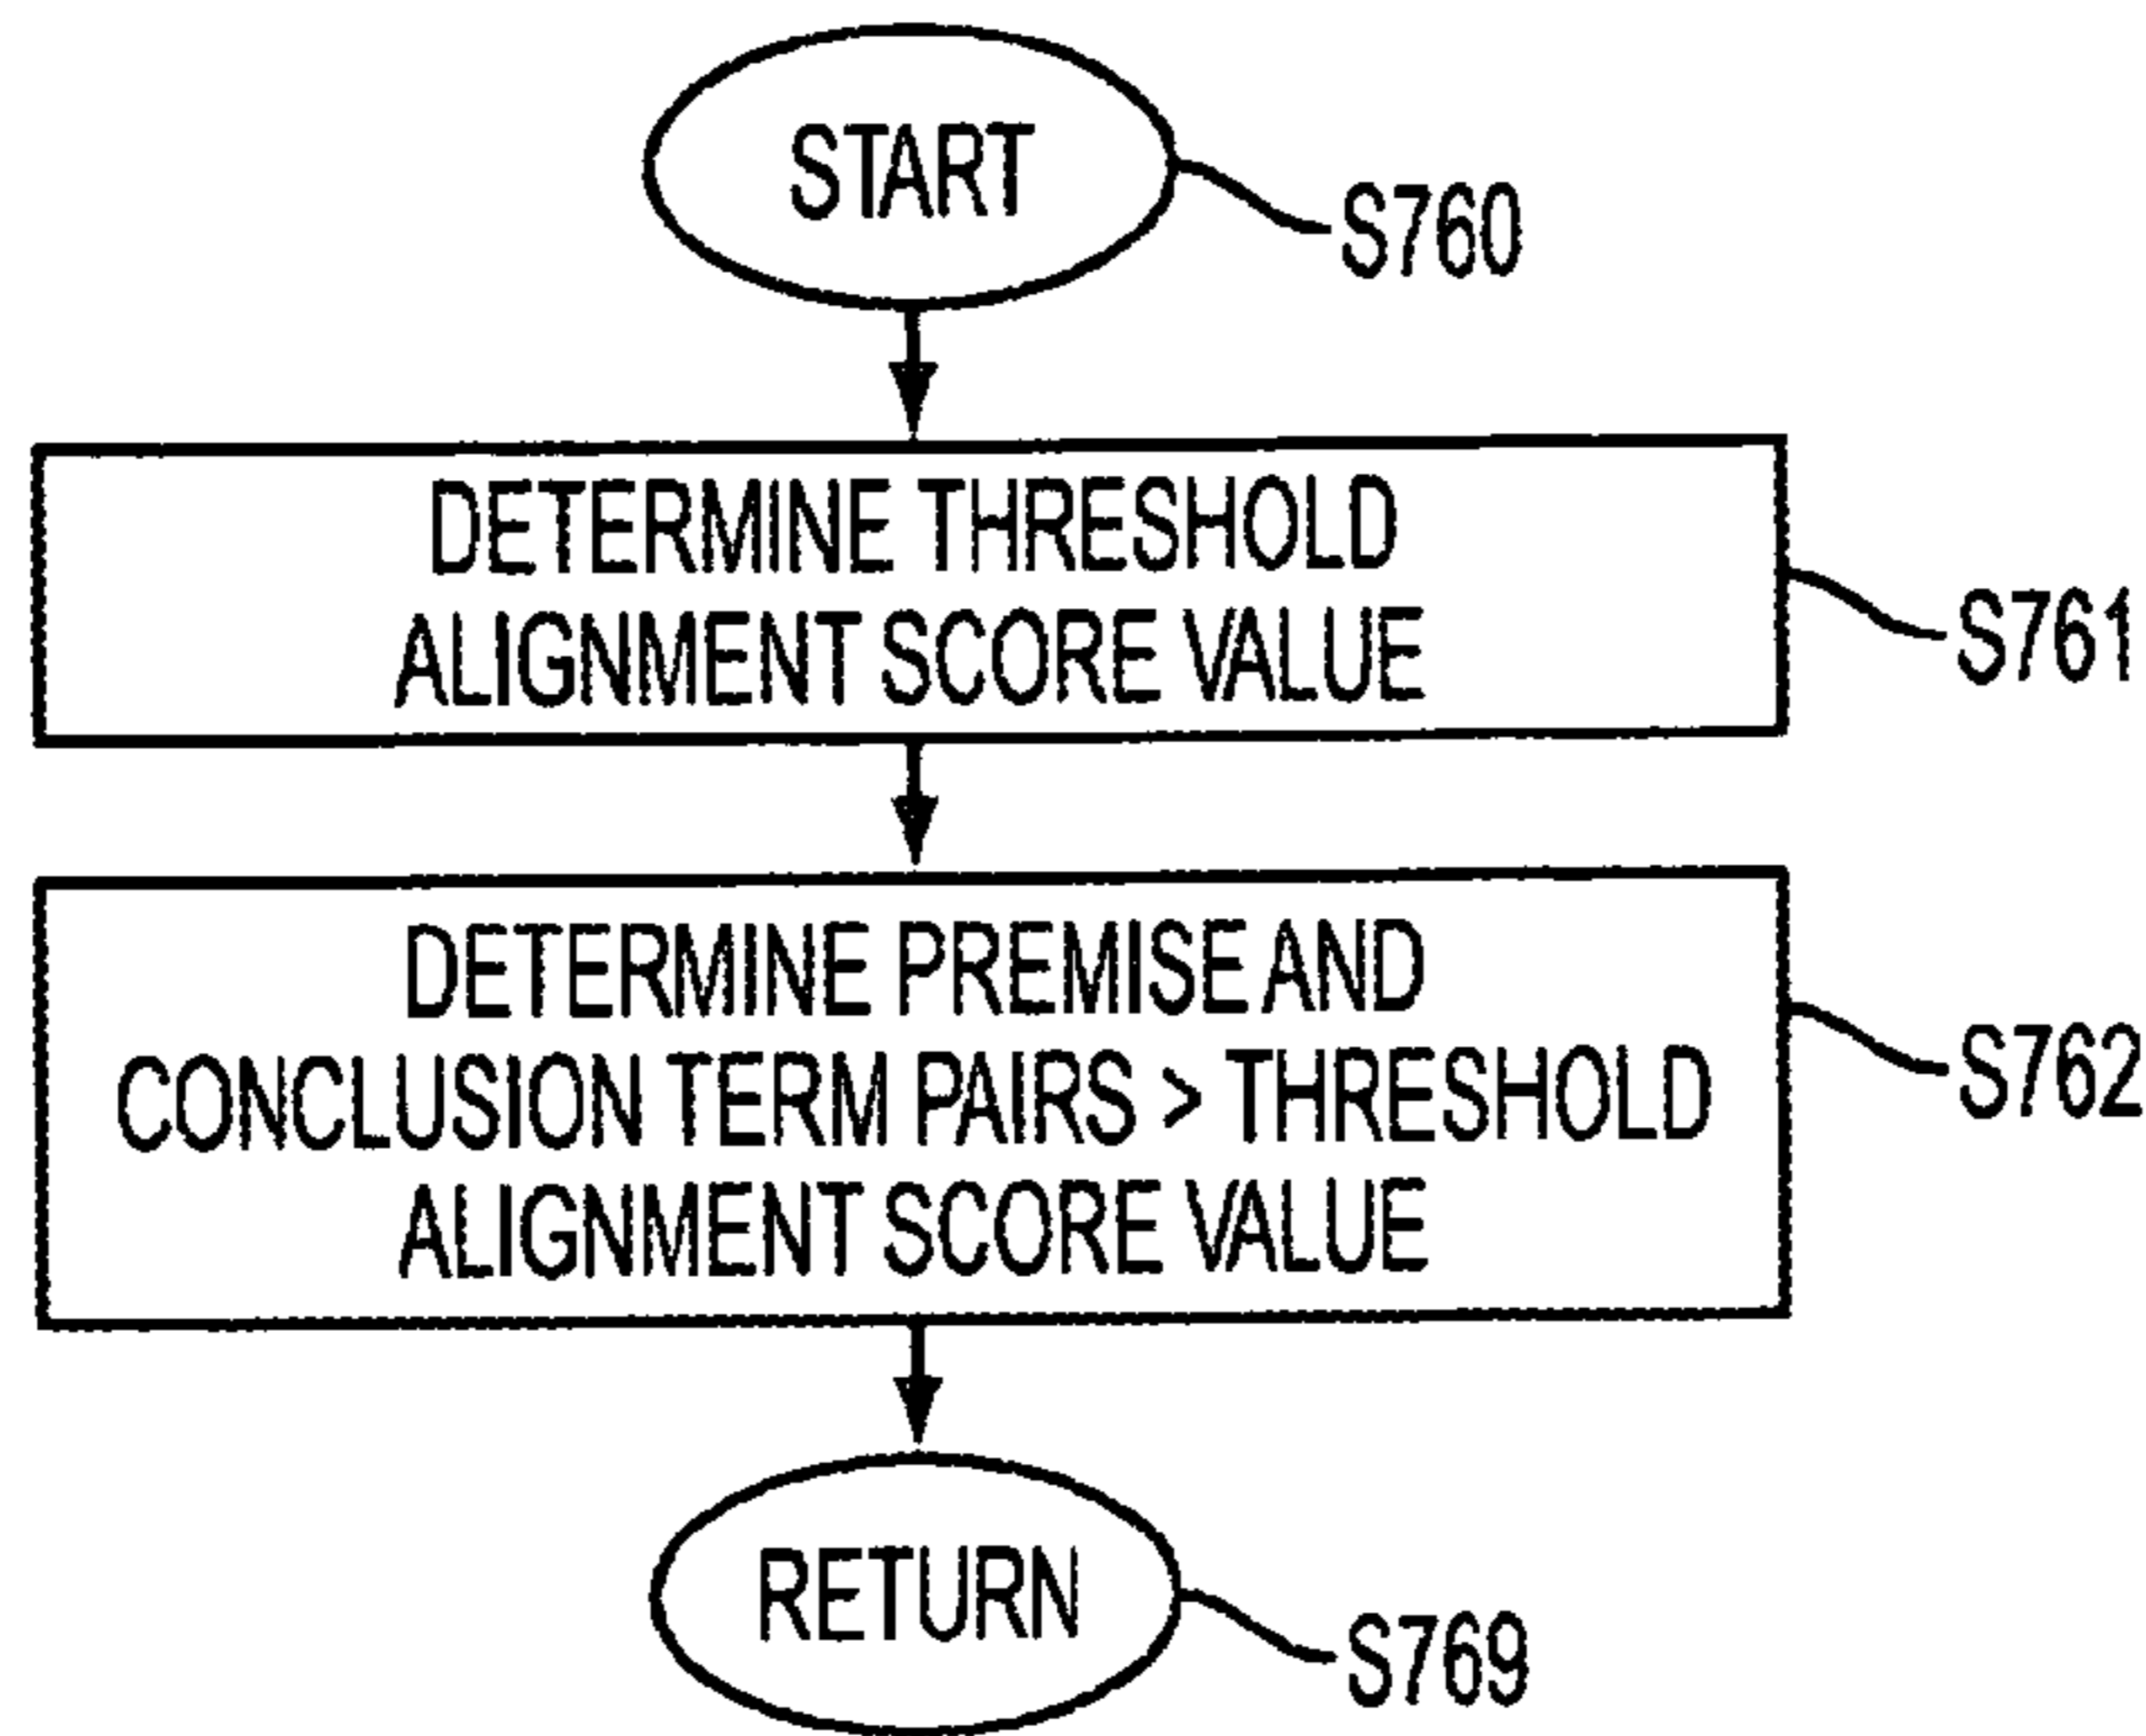 START
S760
DETERMINE THRESHOLD
ALIGNMENT SCORE VALUE
S761
DETERMINE PREMISE AND
CONCLUSION TERM PAIRS > THRESHOLD
ALIGNMENT SCORE VALUE
S762
RETURN
S769